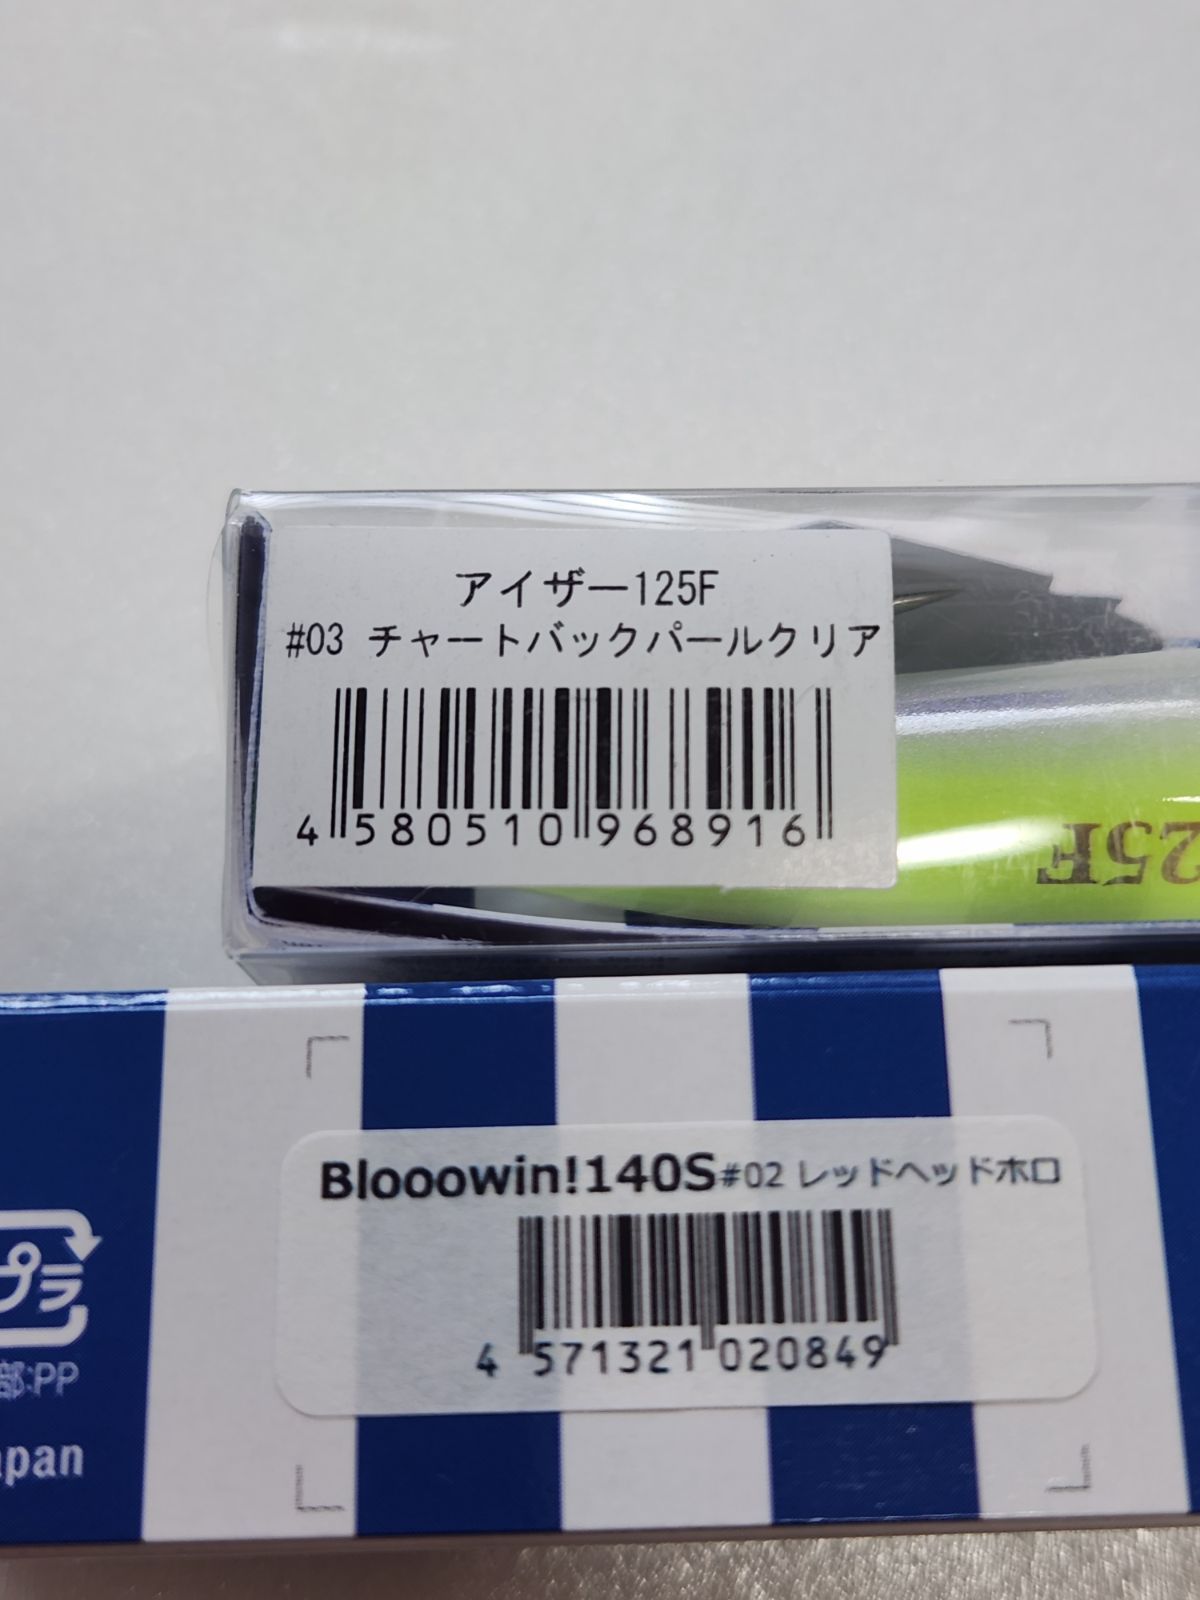 アイザー125F
#03 チャートバックパールクリア
4 580510 968916
25F
Blooowin!140S#02 レッドヘッドホロ
4 571321 020849
プラ
部:PP
apan